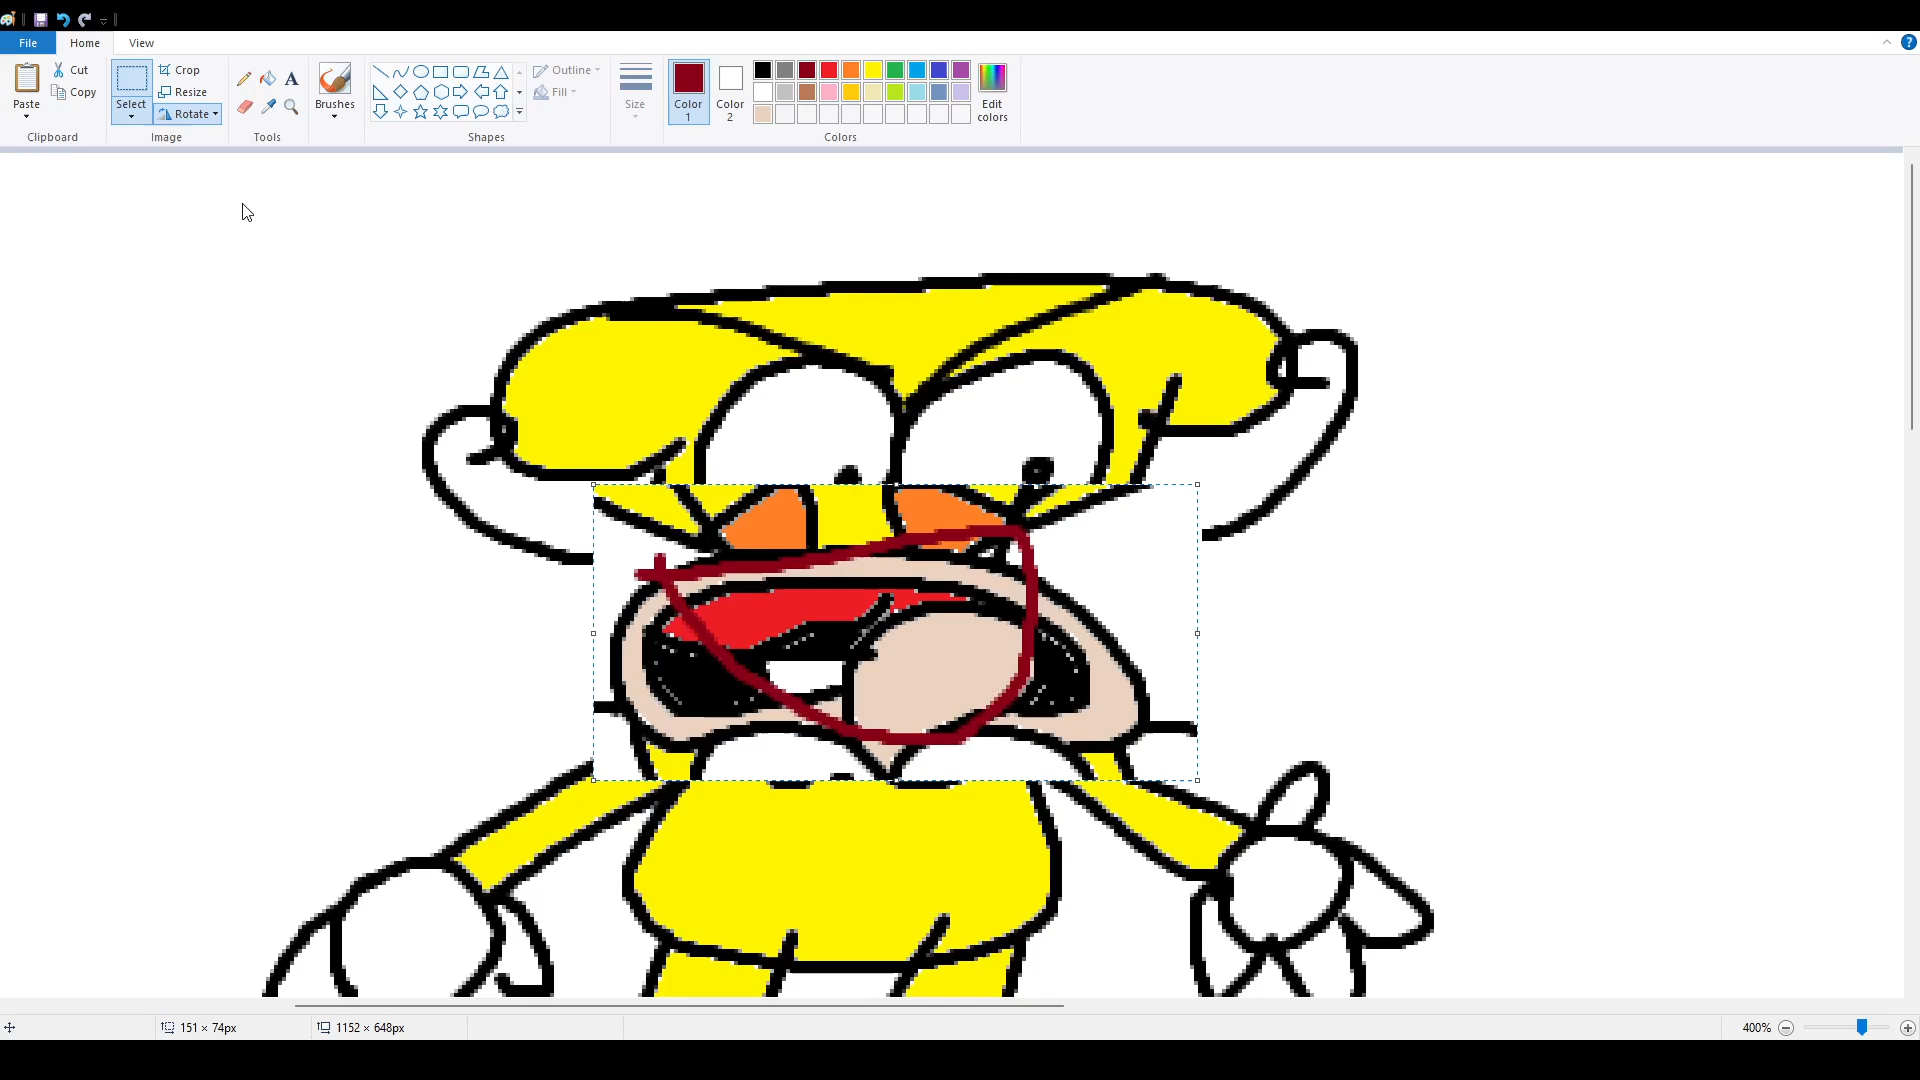 File Home View
Paste
Cut
Copy
Clipboard
Select
Crop
Resize
Rotate
Image
A
Tools
Brushes
Shapes
Outline
Fill
Size
Color 1
Color 2
Edit colors
Colors
?
151 × 74px
1152 × 648px
400%